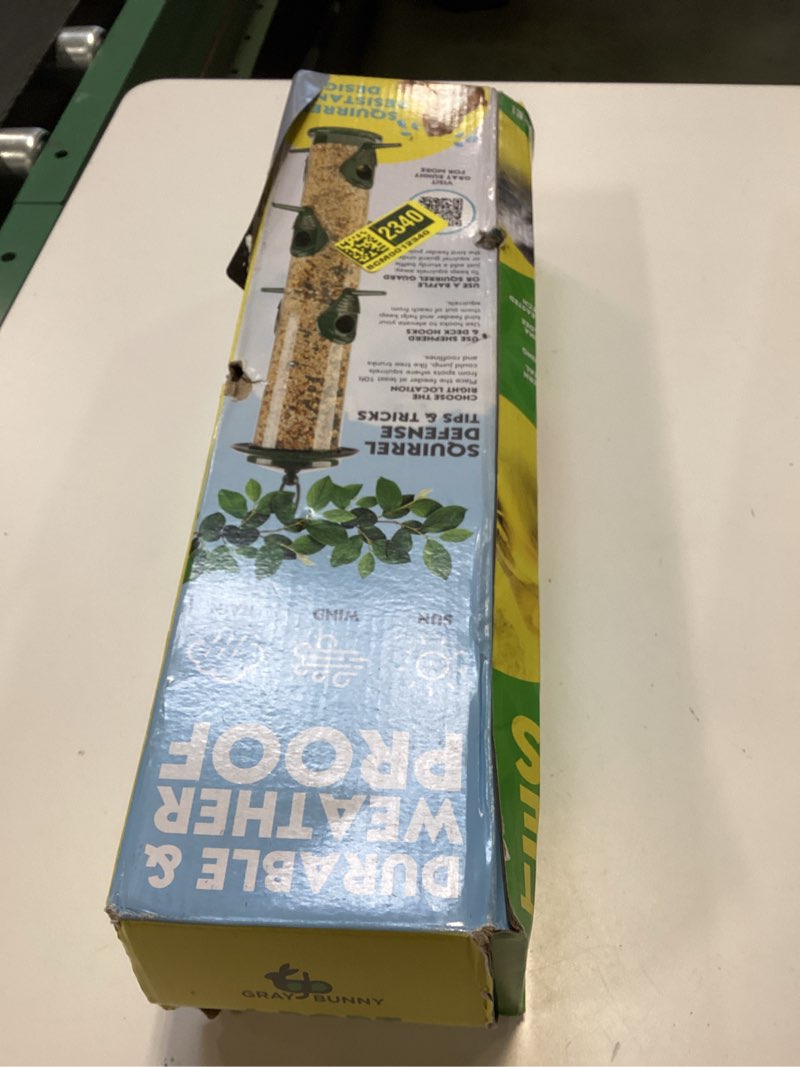 DURABLE &
WEATHER
PROOF
SUN
WIND
RAIN
SQUIRREL
DEFENSE
TIPS & TRICKS
CHOOSE THE
RIGHT LOCATION
Place the feeder at least 10ft
from spots where squirrels
could jump, like tree trunks
and rooflines.
USE SHEPHERD
& DECK HOOKS
Use hooks to elevate your
bird feeder and help keep
them out of reach from
squirrels.
USE A BAFFLE
OR SQUIRREL GUARD
To keep squirrels away,
just add a sturdy baffle
or squirrel guard under
the bird feeder
VISIT
GRAY BUNNY
FOR MORE
2340
BGM0012340
SQUIRREL
RESISTANT
DESIGN
GRAY BUNNY